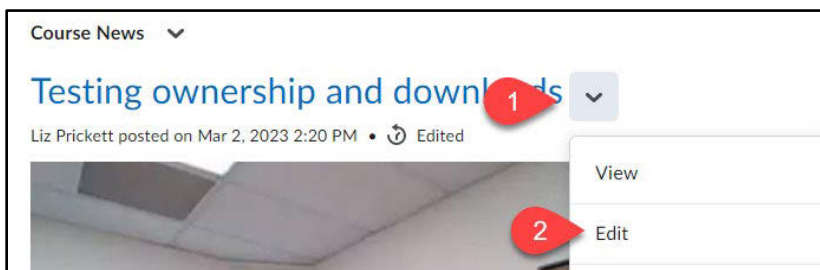 Course News
Testing ownership and downloads
1
Liz Prickett posted on Mar 2, 2023 2:20 PM • Edited
View
2
Edit